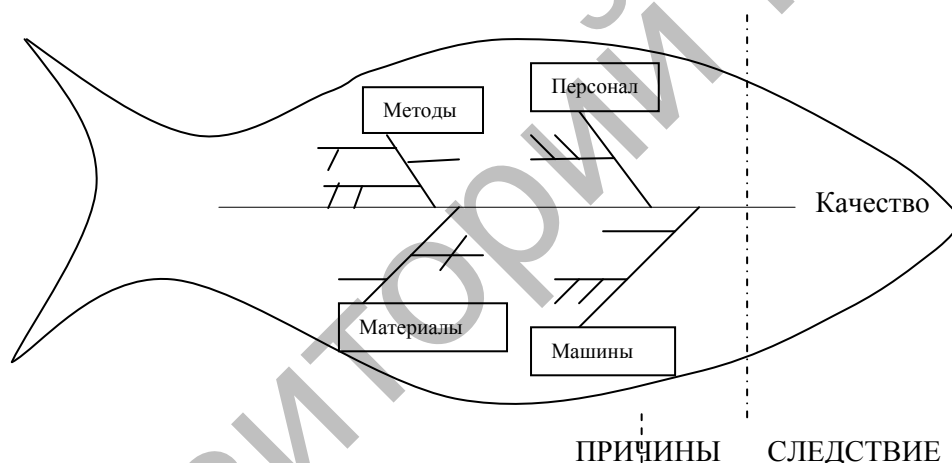 Персонал
Методы
Качество
Материалы
Машины
ПРИЧИНЫ СЛЕДСТВИЕ